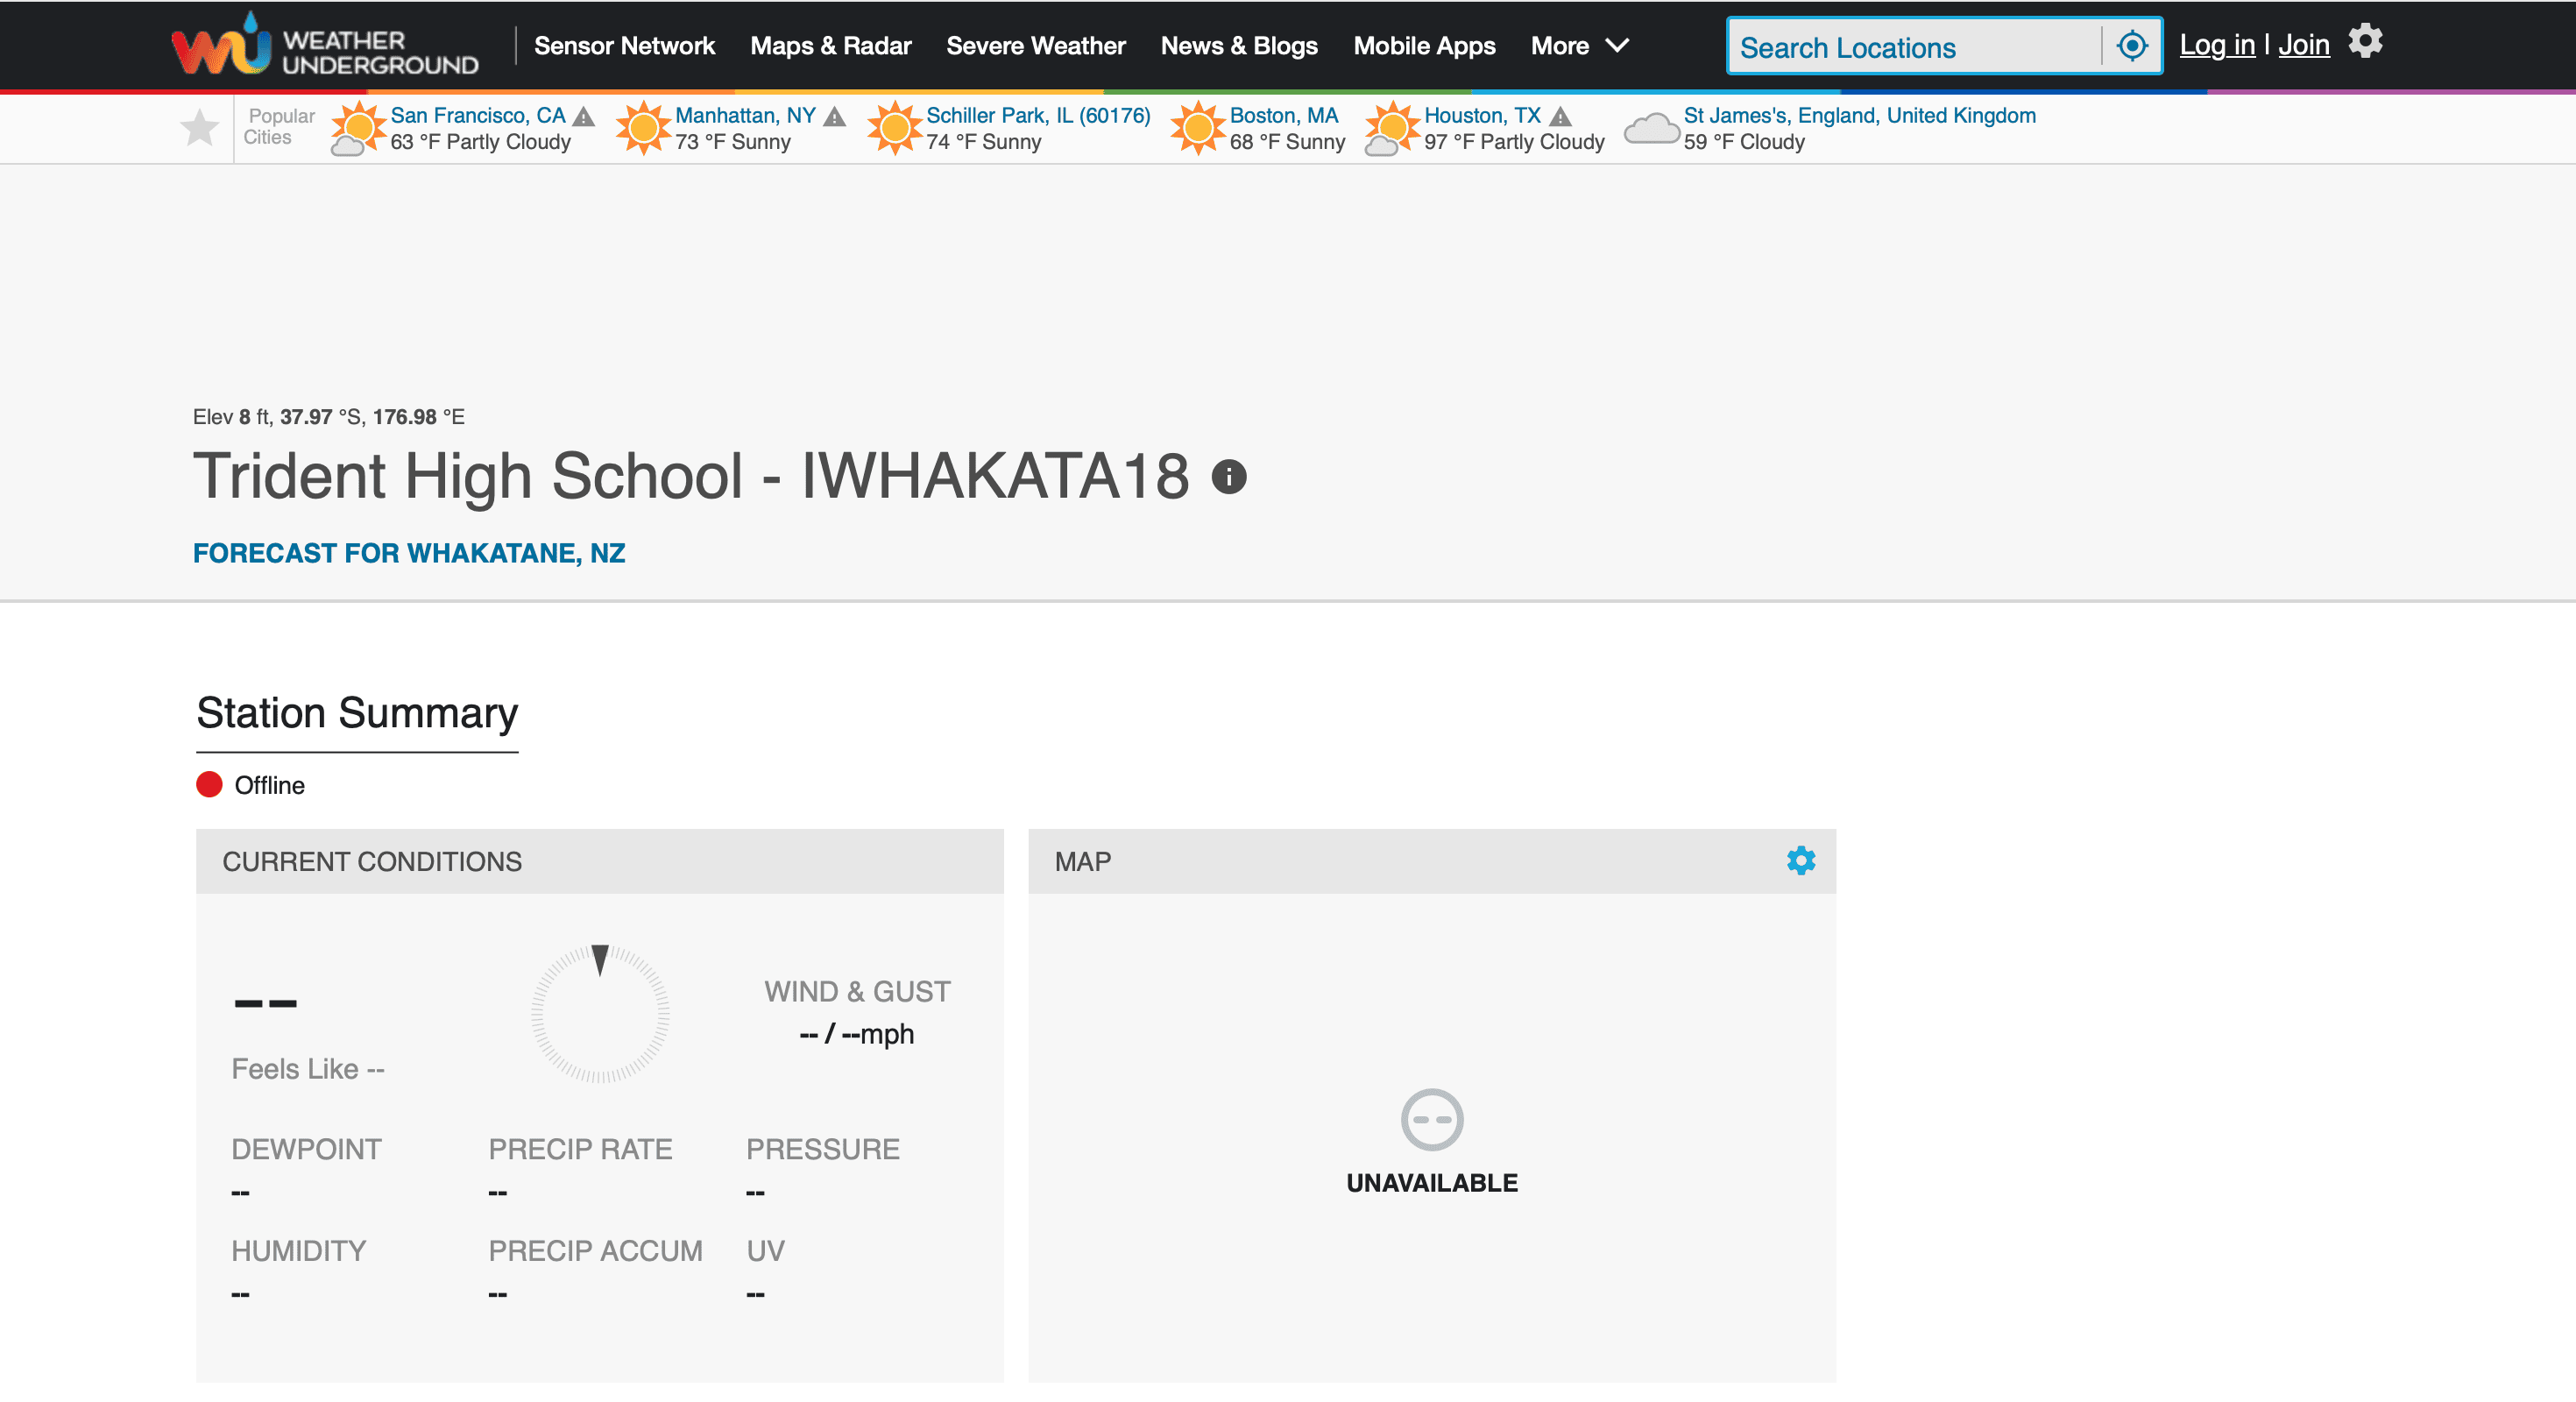 WEATHER
UNDERGROUND
Sensor Network Maps & Radar Severe Weather News & Blogs Mobile Apps More
Search Locations
Log in | Join
Popular
Cities
San Francisco, CA
63 °F Partly Cloudy
Manhattan, NY
73 °F Sunny
Schiller Park, IL (60176)
74 °F Sunny
Boston, MA
68 °F Sunny
Houston, TX
97 °F Partly Cloudy
St James's, England, United Kingdom
59 °F Cloudy
Elev 8 ft, 37.97 °S, 176.98 °E
Trident High School - IWHAKATA18
FORECAST FOR WHAKATANE, NZ
Station Summary
Offline
CURRENT CONDITIONS
--
Feels Like --
WIND & GUST
-- / --mph
DEWPOINT PRECIP RATE PRESSURE
-- -- --
HUMIDITY PRECIP ACCUM UV
-- -- --
MAP
UNAVAILABLE